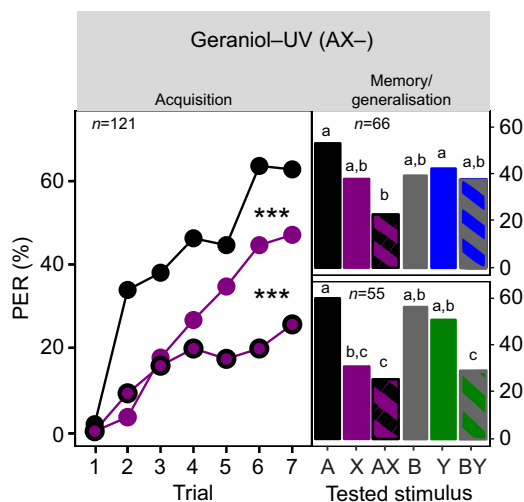 Geraniol–UV (AX–)
Acquisition
Memory/
generalisation
n=121
PER (%)
60
40
20
0
***
***
1 2 3 4 5 6 7
Trial
n=66
a a,b b a,b a a,b
60
40
20
0
n=55
a b,c c a,b a,b c
60
40
20
0
A X AX B Y BY
Tested stimulus